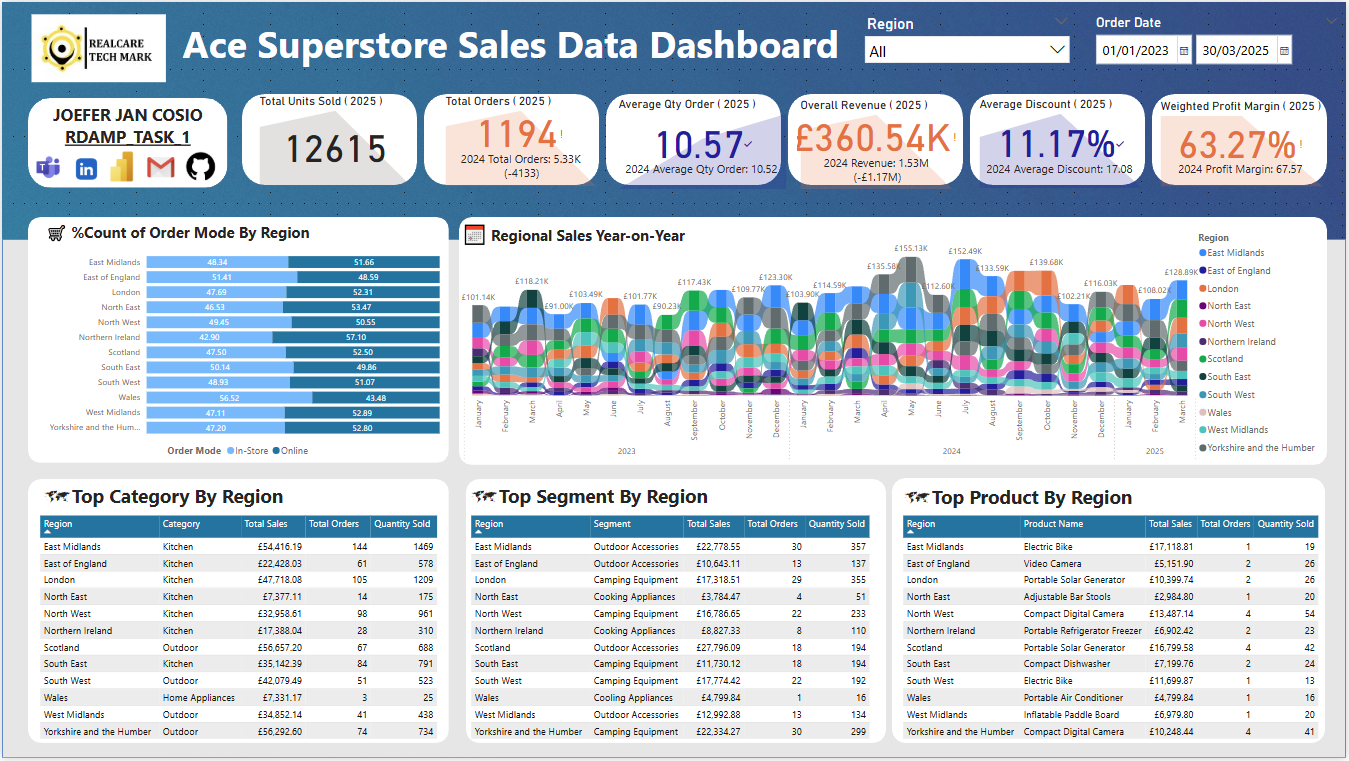 REALCARE
TECH MARK
Ace Superstore Sales Data Dashboard
Region
All
Order Date
01/01/2023
30/03/2025
JOEFER JAN COSIO
RDAMP_TASK_1
Total Units Sold ( 2025 )
12615
Total Orders ( 2025 )
1194!
2024 Total Orders: 5.33K
(-4133)
Average Qty Order ( 2025 )
10.57
2024 Average Qty Order: 10.52
Overall Revenue ( 2025 )
£360.54K!
2024 Revenue: 1.53M
(-£1.17M)
Average Discount ( 2025 )
11.17%
2024 Average Discount: 17.08
Weighted Profit Margin ( 2025 )
63.27%!
2024 Profit Margin: 67.57
%Count of Order Mode By Region
East Midlands 48.34 51.66
East of England 51.41 48.59
London 47.69 52.31
North East 46.53 53.47
North West 49.45 50.55
Northern Ireland 42.90 57.10
Scotland 47.50 52.50
South East 50.14 49.86
South West 48.93 51.07
Wales 56.52 43.48
West Midlands 47.11 52.89
Yorkshire and the Hum... 47.20 52.80
Order Mode In-Store Online
Regional Sales Year-on-Year
£101.14K £118.21K £91.00K £103.49K £101.77K £90.23K £117.43K £109.77K £123.30K £103.90K £114.59K £135.58K £155.13K £112.60K £152.49K £133.59K £139.68K £102.21K £116.03K £108.02K £128.89K
January February March April May June July August September October November December January February March April May June July August September October November December January February March
2023 2024 2025
Region
East Midlands
East of England
London
North East
North West
Northern Ireland
Scotland
South East
South West
Wales
West Midlands
Yorkshire and the Humber
Top Category By Region
Region Category Total Sales Total Orders Quantity Sold
East Midlands Kitchen £54,416.19 144 1469
East of England Kitchen £22,428.03 61 578
London Kitchen £47,718.08 105 1209
North East Kitchen £7,377.11 14 175
North West Kitchen £32,958.61 98 961
Northern Ireland Kitchen £17,388.04 28 310
Scotland Outdoor £56,657.20 67 688
South East Kitchen £35,142.39 84 791
South West Outdoor £42,079.49 51 523
Wales Home Appliances £7,331.17 3 25
West Midlands Outdoor £34,852.14 41 438
Yorkshire and the Humber Outdoor £56,292.60 74 734
Top Segment By Region
Region Segment Total Sales Total Orders Quantity Sold
East Midlands Outdoor Accessories £22,778.55 30 357
East of England Outdoor Accessories £10,643.11 13 137
London Camping Equipment £17,318.51 29 355
North East Cooking Appliances £3,784.47 4 51
North West Camping Equipment £16,786.65 22 233
Northern Ireland Cooking Appliances £8,827.33 8 110
Scotland Outdoor Accessories £27,796.09 18 194
South East Camping Equipment £11,730.12 18 194
South West Camping Equipment £17,774.42 22 192
Wales Cooling Appliances £4,799.84 1 16
West Midlands Outdoor Accessories £12,992.88 13 134
Yorkshire and the Humber Camping Equipment £22,334.27 30 299
Top Product By Region
Region Product Name Total Sales Total Orders Quantity Sold
East Midlands Electric Bike £17,118.81 1 19
East of England Video Camera £5,151.90 2 26
London Portable Solar Generator £10,399.74 2 26
North East Adjustable Bar Stools £2,984.80 1 20
North West Compact Digital Camera £13,487.14 4 54
Northern Ireland Portable Refrigerator Freezer £6,902.42 2 23
Scotland Portable Solar Generator £16,799.58 4 42
South East Compact Dishwasher £7,199.76 2 24
South West Electric Bike £11,699.87 1 13
Wales Portable Air Conditioner £4,799.84 1 16
West Midlands Inflatable Paddle Board £6,979.80 1 20
Yorkshire and the Humber Compact Digital Camera £10,248.44 4 41